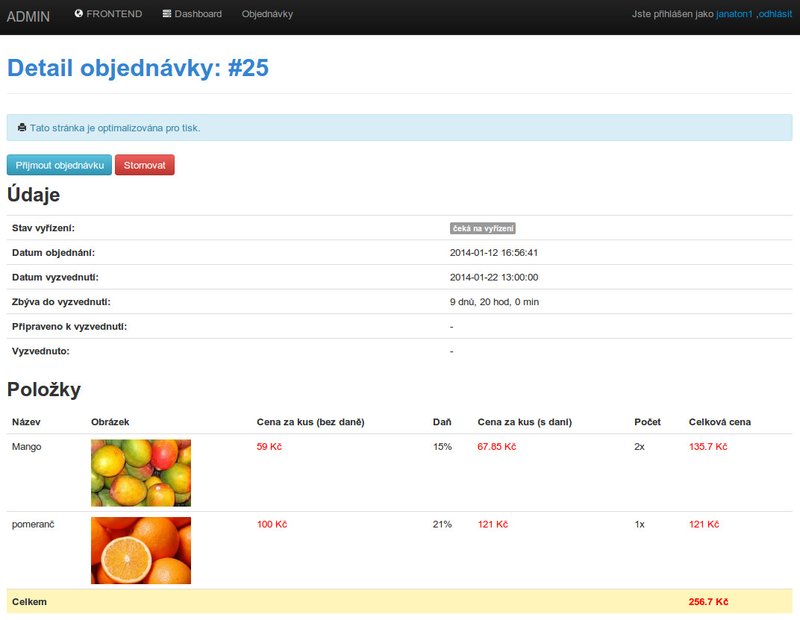 ADMIN FRONTEND Dashboard Objednávky Jste přihlášen jako janaton1 ,odhlásit
Detail objednávky: #25
Tato stránka je optimalizována pro tisk.
Přijmout objednávku Stornovat
Údaje
Stav vyřízení: čeká na vyřízení
Datum objednání: 2014-01-12 16:56:41
Datum vyzvednutí: 2014-01-22 13:00:00
Zbýva do vyzvednutí: 9 dnů, 20 hod, 0 min
Připraveno k vyzvednutí: -
Vyzvednuto: -
Položky
Název Obrázek Cena za kus (bez daně) Daň Cena za kus (s daní) Počet Celková cena
Mango 59 Kč 15% 67.85 Kč 2x 135.7 Kč
pomeranč 100 Kč 21% 121 Kč 1x 121 Kč
Celkem 256.7 Kč